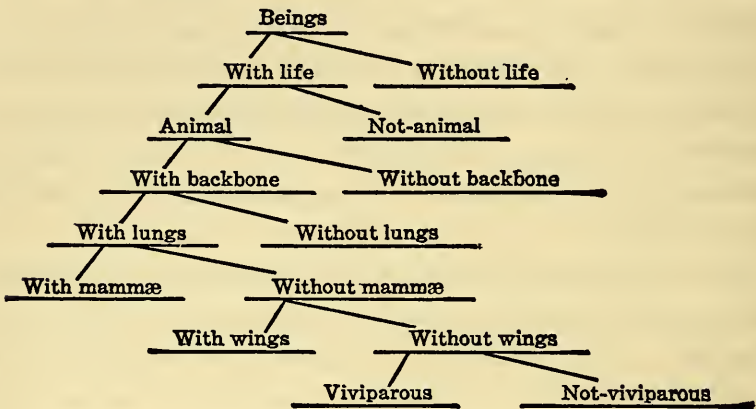 Beings
With life Without life
Animal Not-animal
With backbone Without backbone
With lungs Without lungs
With mammæ Without mammæ
With wings Without wings
Viviparous Not-viviparous